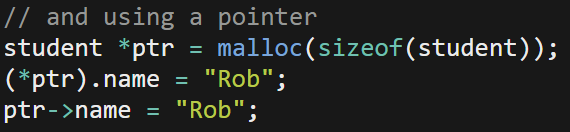 // and using a pointer
student *ptr = malloc(sizeof(student));
(*ptr).name = "Rob";
ptr->name = "Rob";